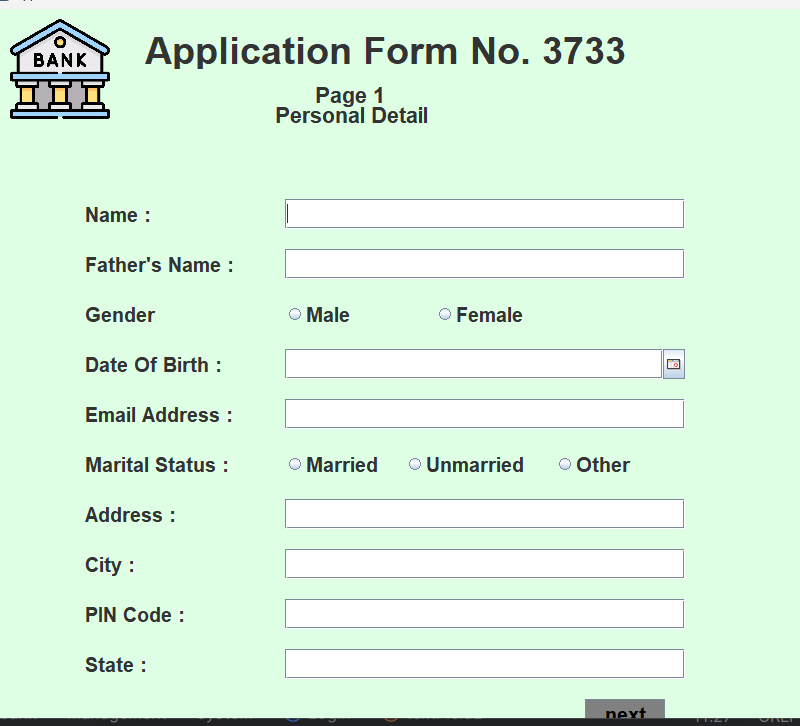 BANK
Application Form No. 3733
Page 1
Personal Detail
Name :
Father's Name :
Gender
Male Female
Date Of Birth :
Email Address :
Marital Status :
Married Unmarried Other
Address :
City :
PIN Code :
State :
next